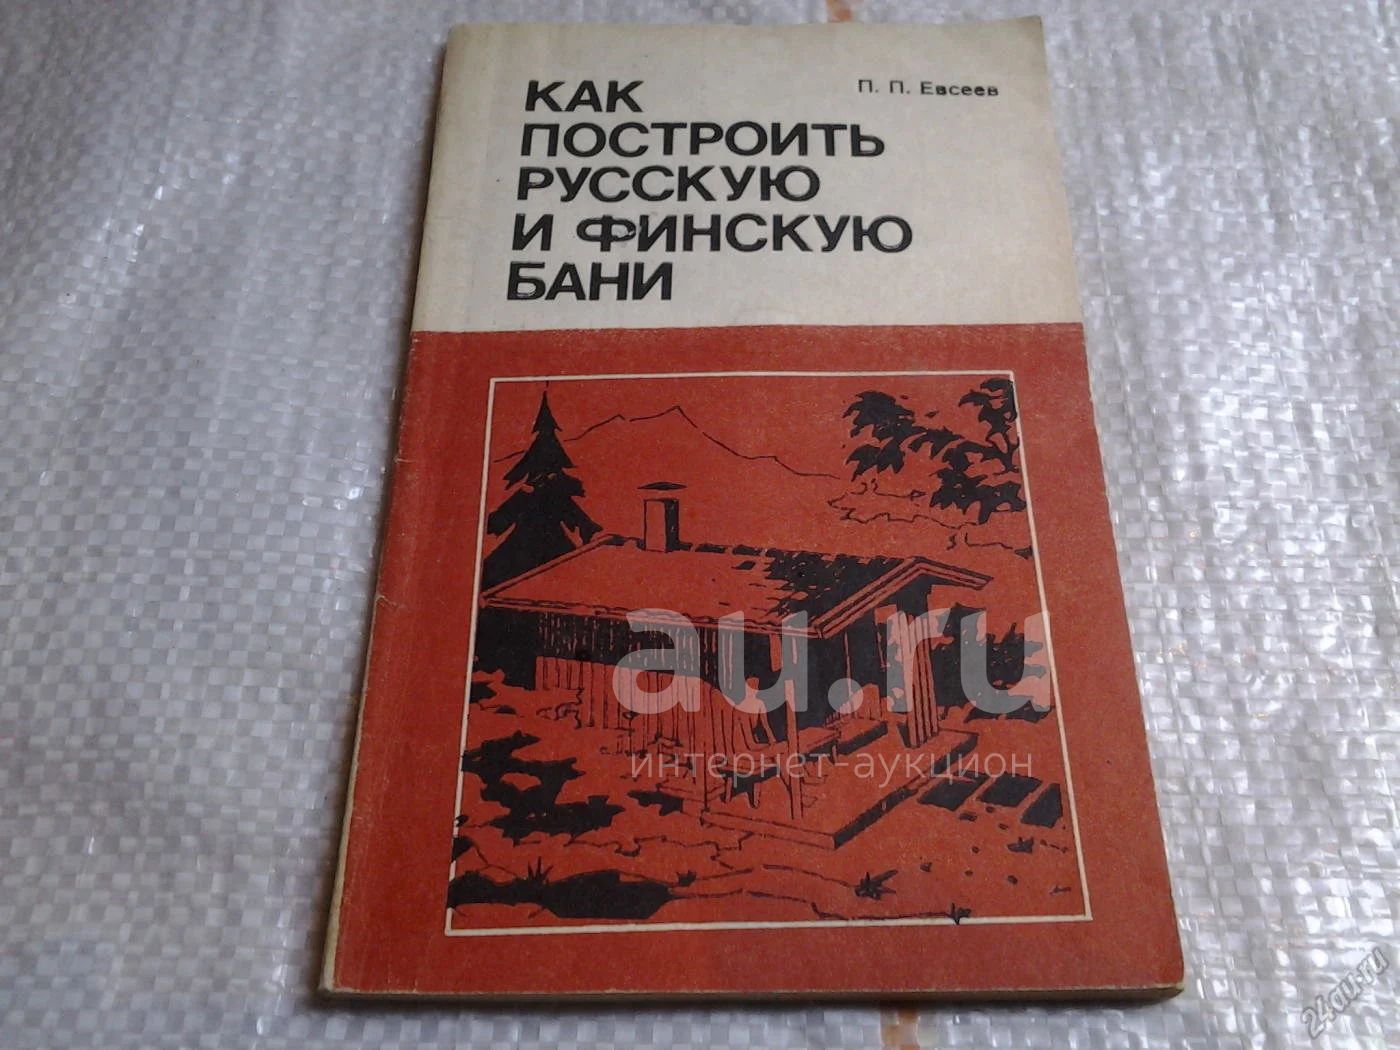 П. П. Евсеев
КАК
ПОСТРОИТЬ
РУССКУЮ
И ФИНСКУЮ
БАНИ
au.ru
интернет-аукцион
24au.ru